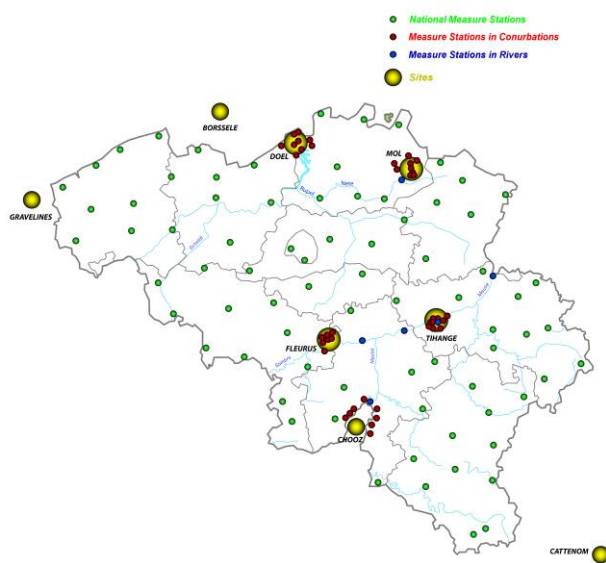 National Measure Stations
Measure Stations in Conurbations
Measure Stations in Rivers
Sites
BORSSELE
DOEL
MOL
GRAVELINES
Rupel
Nete
Schelde
Meuse
TIHANGE
FLEURUS
Sambre
Meuse
CHOOZ
CATTENOM